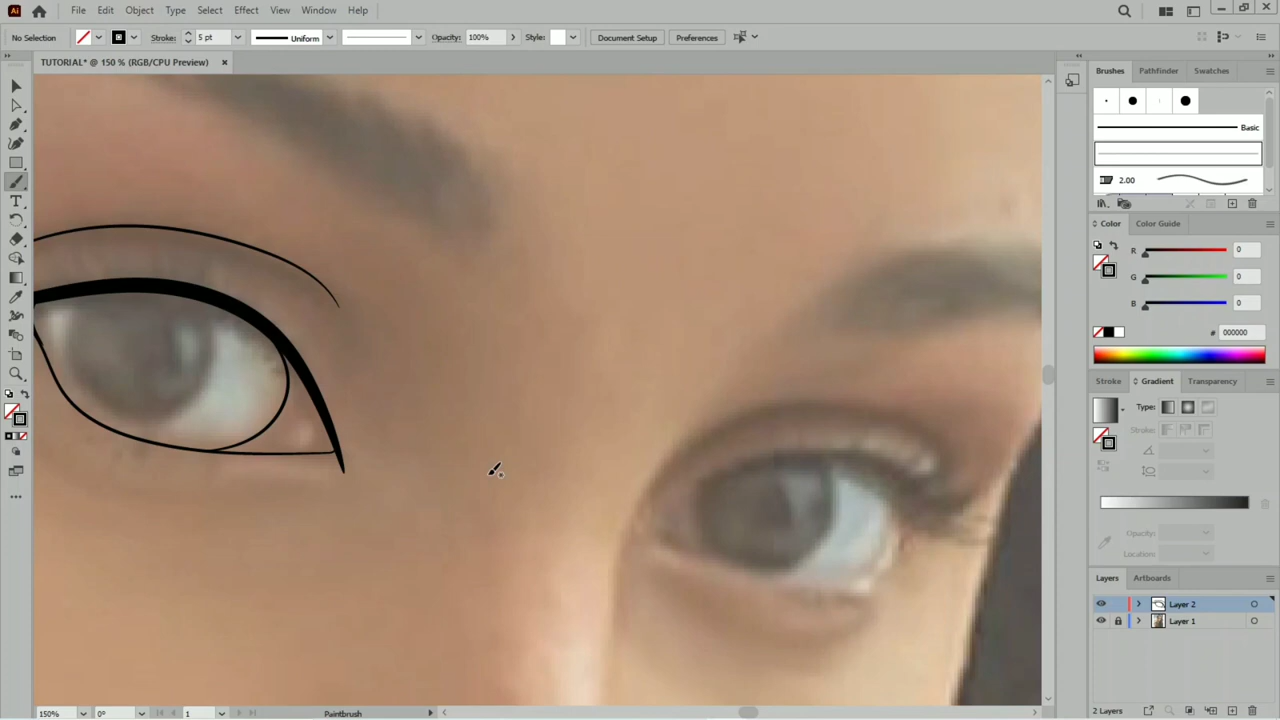 Ai File Edit Object Type Select Effect View Window Help
No Selection Stroke: 5 pt Uniform Opacity: 100% Style: Document Setup Preferences
TUTORIAL* @ 150 % (RGB/CPU Preview)
Brushes Pathfinder Swatches
Basic
2.00
Color Color Guide
R 0
G 0
B 0
# 000000
Stroke Gradient Transparency
Type:
Stroke:
Opacity:
Location:
Layers Artboards
Layer 2
Layer 1
2 Layers
150% 0° 1 Paintbrush